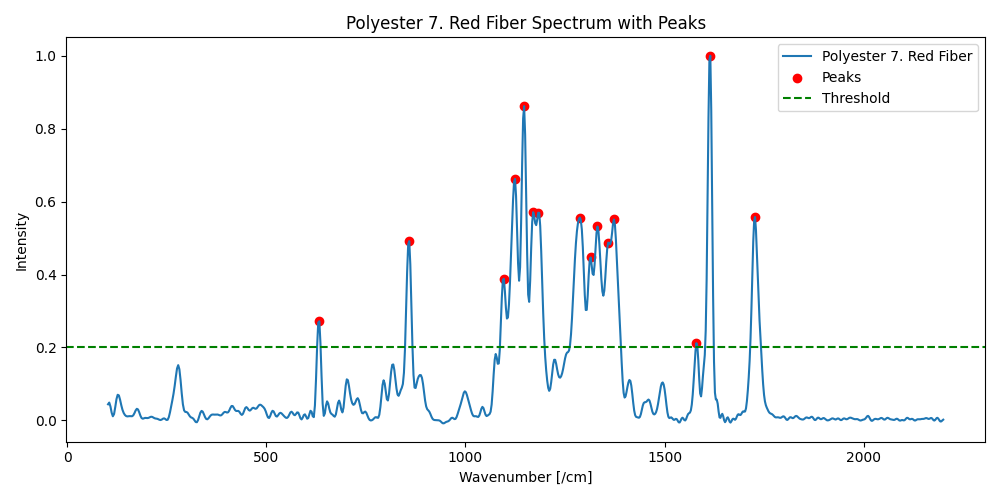 Polyester 7. Red Fiber Spectrum with Peaks
Polyester 7. Red Fiber
Peaks
Threshold
Intensity
1.0
0.8
0.6
0.4
0.2
0.0
0
500
1000
1500
2000
Wavenumber [/cm]